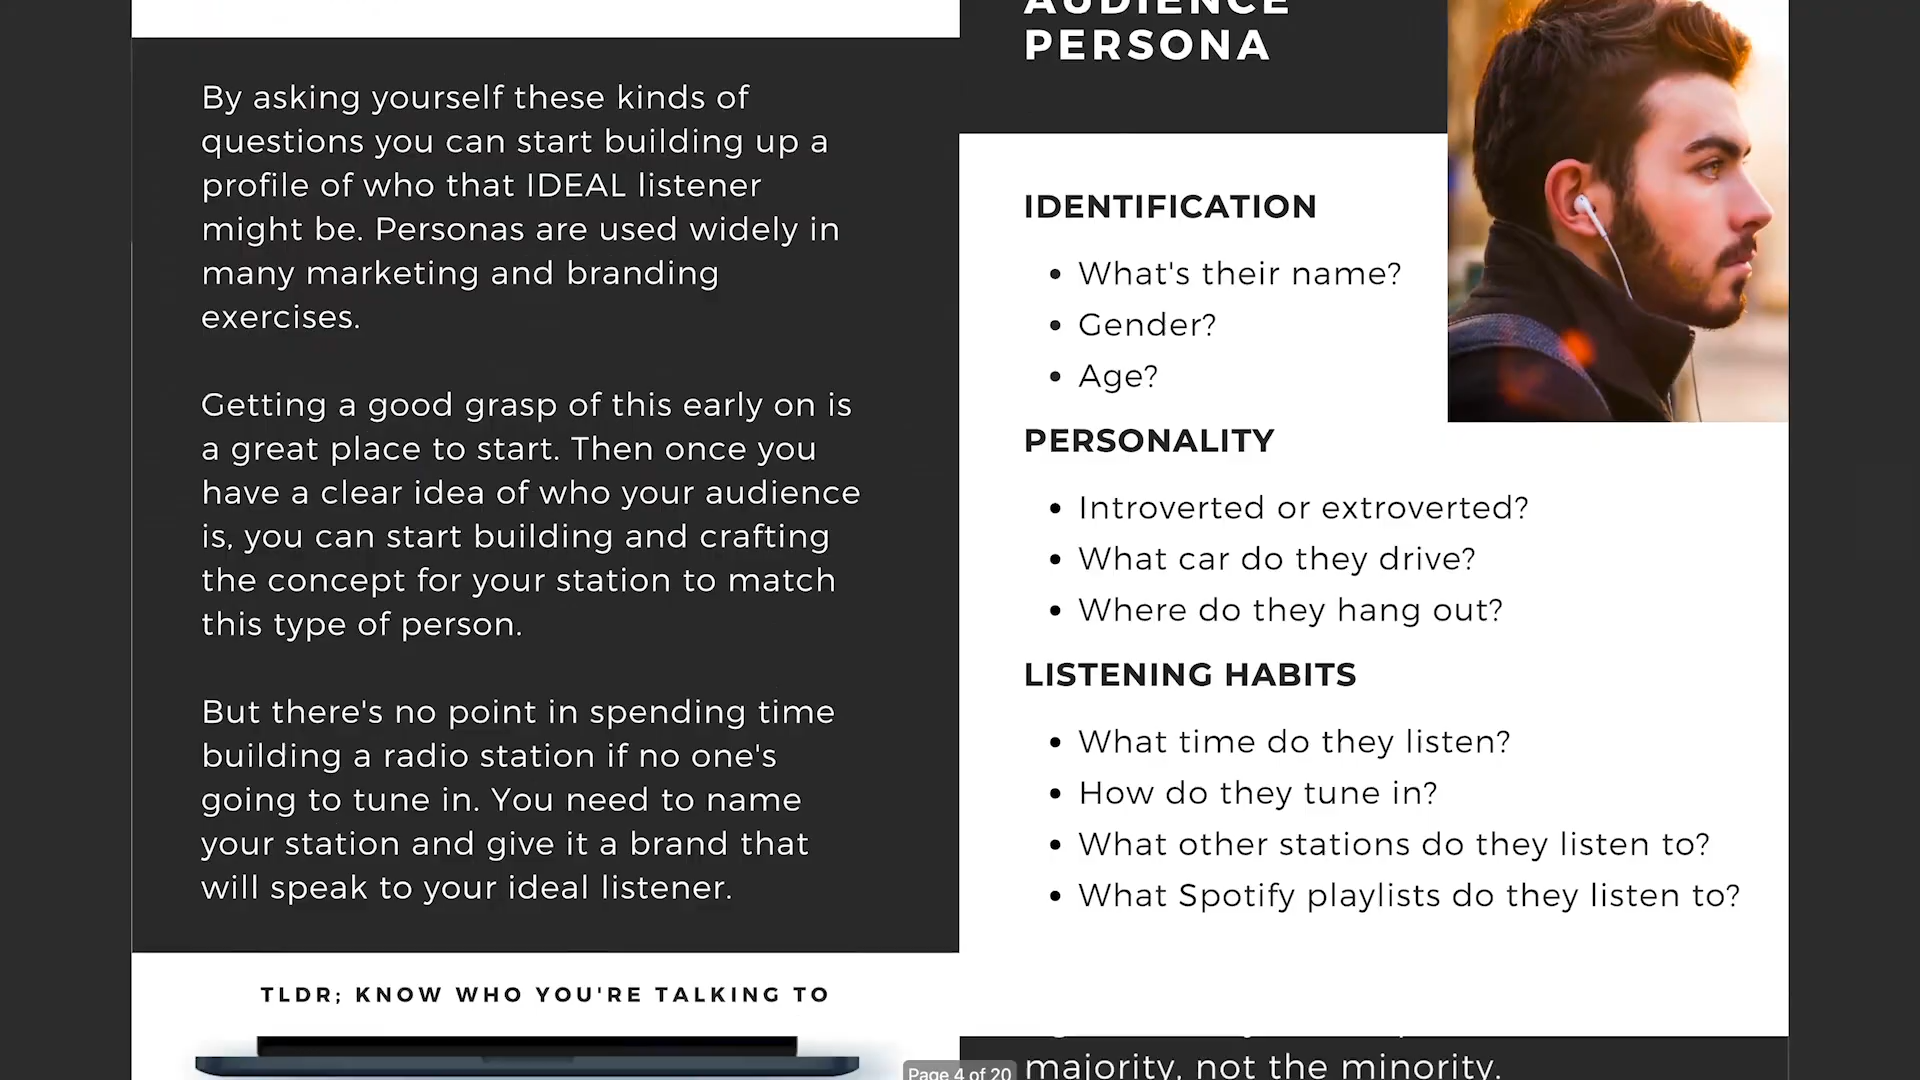 By asking yourself these kinds of
questions you can start building up a
profile of who that IDEAL listener
might be. Personas are used widely in
many marketing and branding
exercises.
Getting a good grasp of this early on is
a great place to start. Then once you
have a clear idea of who your audience
is, you can start building and crafting
the concept for your station to match
this type of person.
But there's no point in spending time
building a radio station if no one's
going to tune in. You need to name
your station and give it a brand that
will speak to your ideal listener.
TLDR; KNOW WHO YOU'RE TALKING TO
AUDIENCE
PERSONA
IDENTIFICATION
• What's their name?
• Gender?
• Age?
PERSONALITY
• Introverted or extroverted?
• What car do they drive?
• Where do they hang out?
LISTENING HABITS
• What time do they listen?
• How do they tune in?
• What other stations do they listen to?
• What Spotify playlists do they listen to?
majority, not the minority.
Page 4 of 20